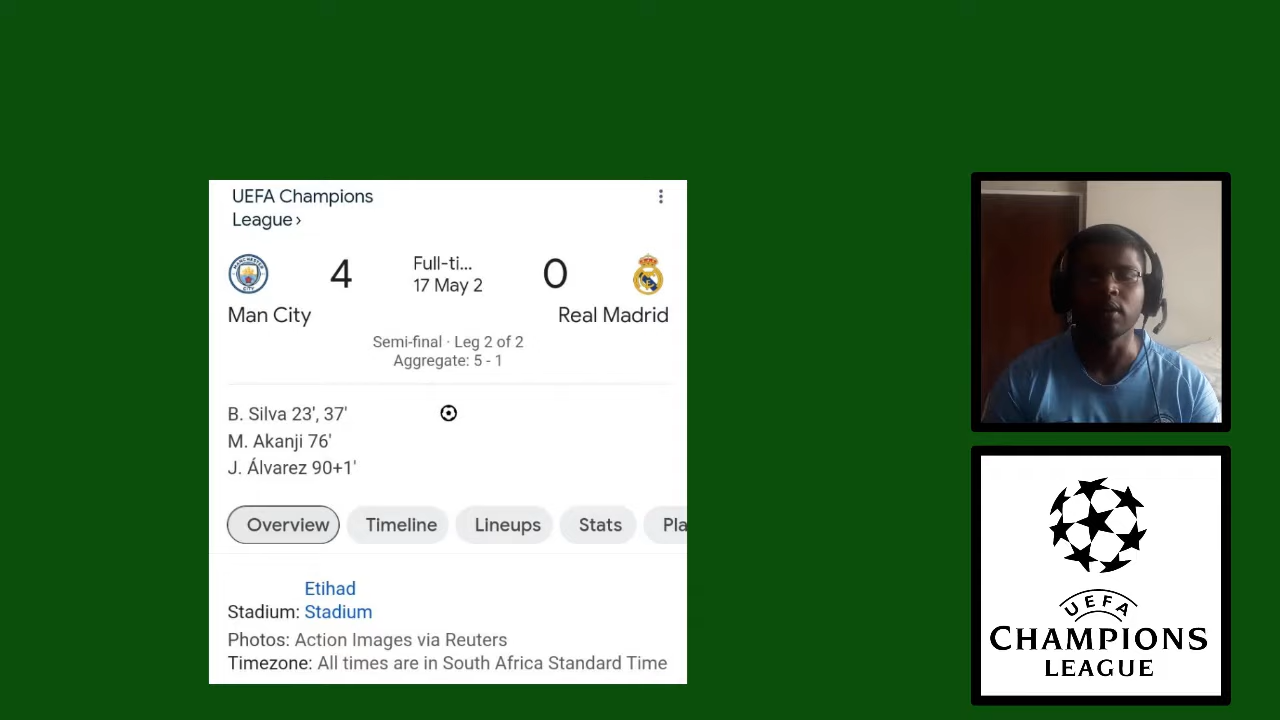 UEFA Champions
League ›
4 Full-ti... 0
17 May 2
Man City Real Madrid
Semi-final · Leg 2 of 2
Aggregate: 5 - 1
B. Silva 23', 37'
M. Akanji 76'
J. Álvarez 90+1'
Overview Timeline Lineups Stats Pla
Etihad
Stadium: Stadium
Photos: Action Images via Reuters
Timezone: All times are in South Africa Standard Time
UEFA
CHAMPIONS
LEAGUE